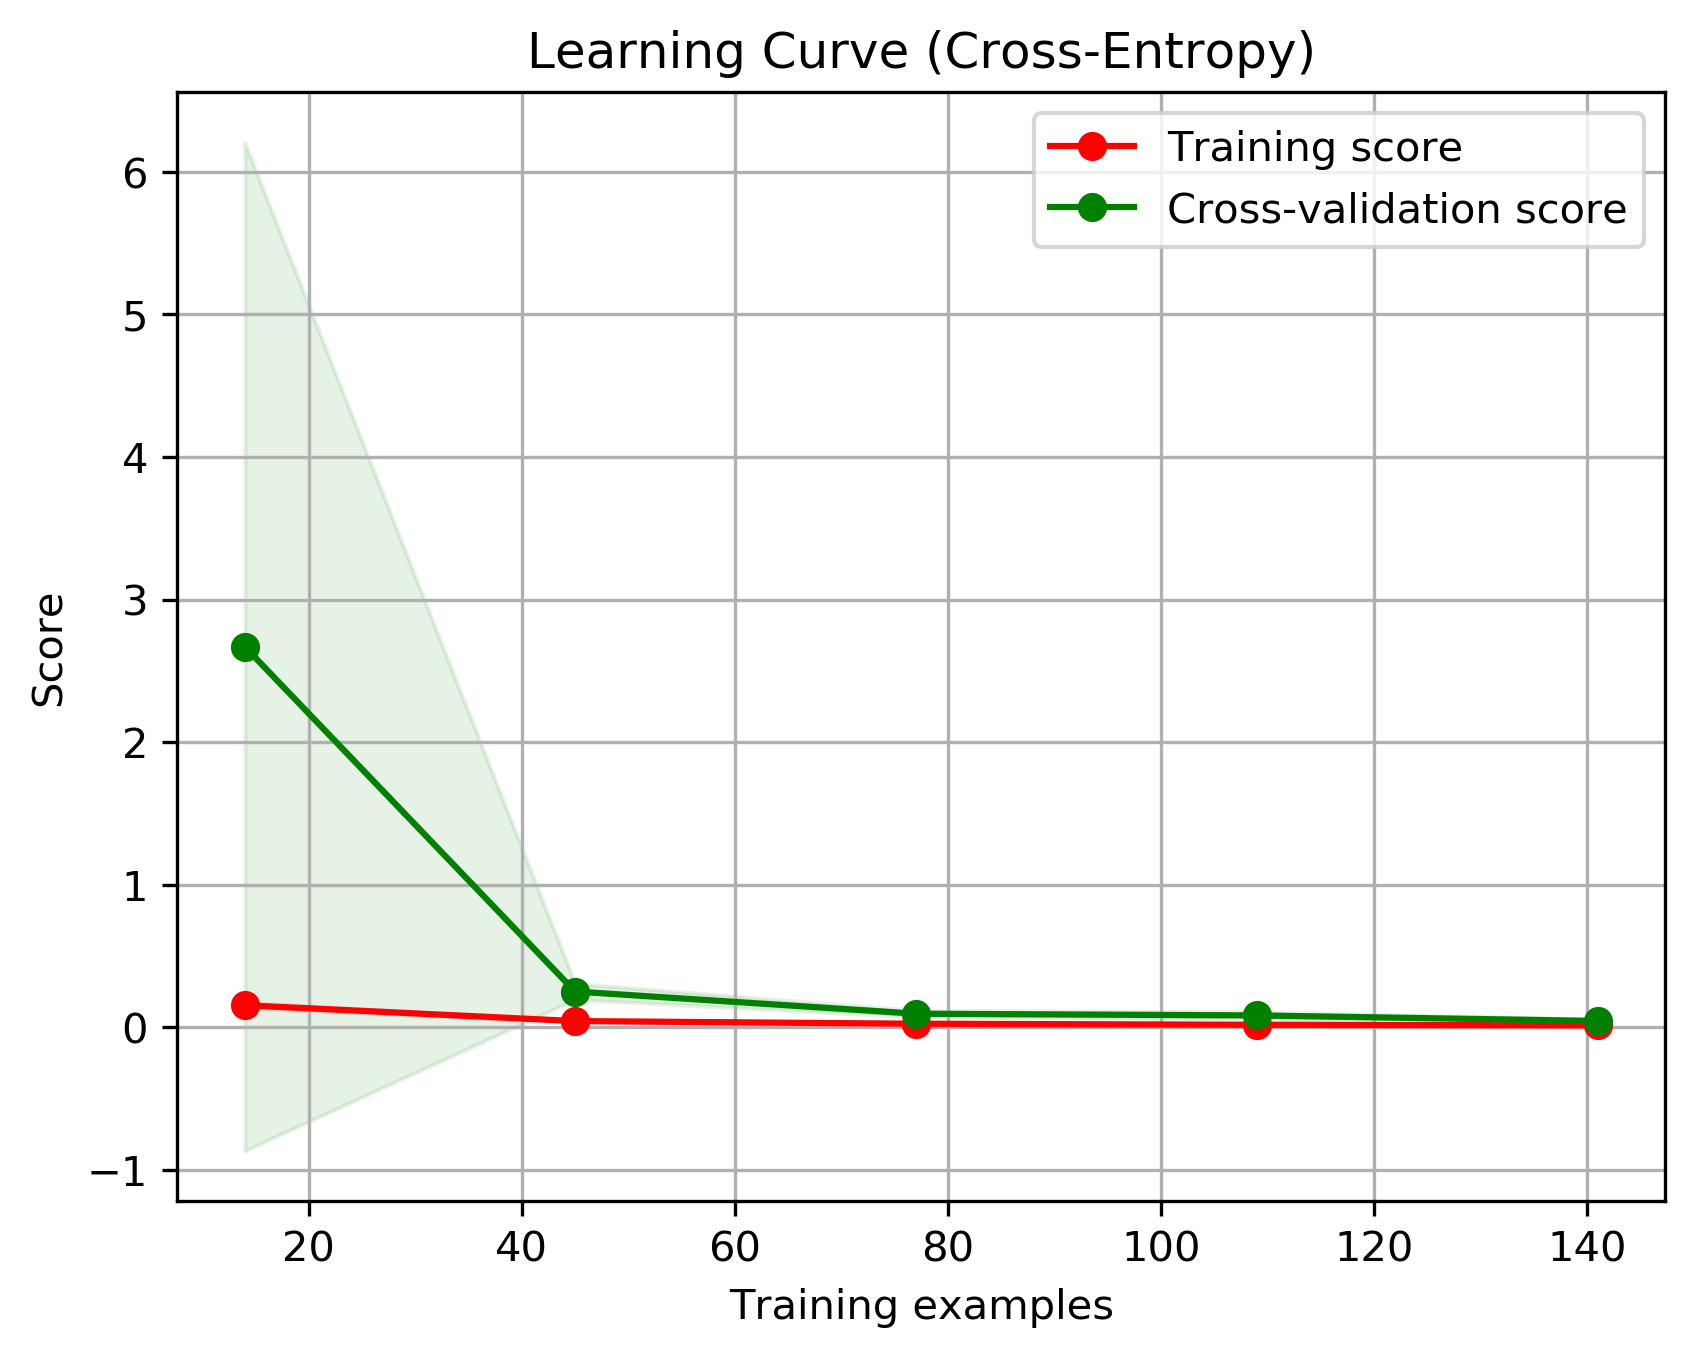 Learning Curve (Cross-Entropy)
Training score
Cross-validation score
6
5
4
3
2
1
0
−1
Score
20 40 60 80 100 120 140
Training examples